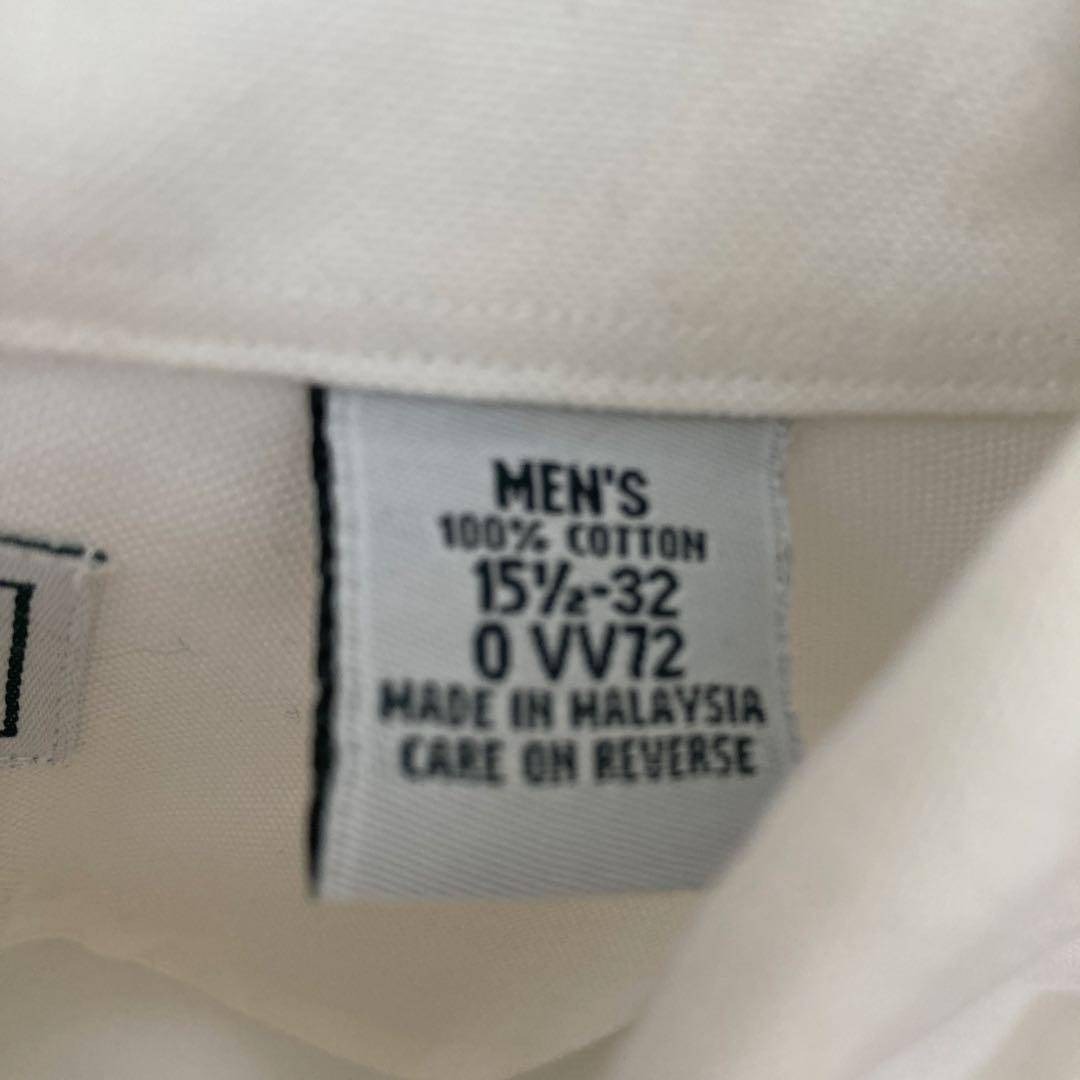 MEN'S
100% COTTON
15½-32
0 VV72
MADE IN MALAYSIA
CARE ON REVERSE